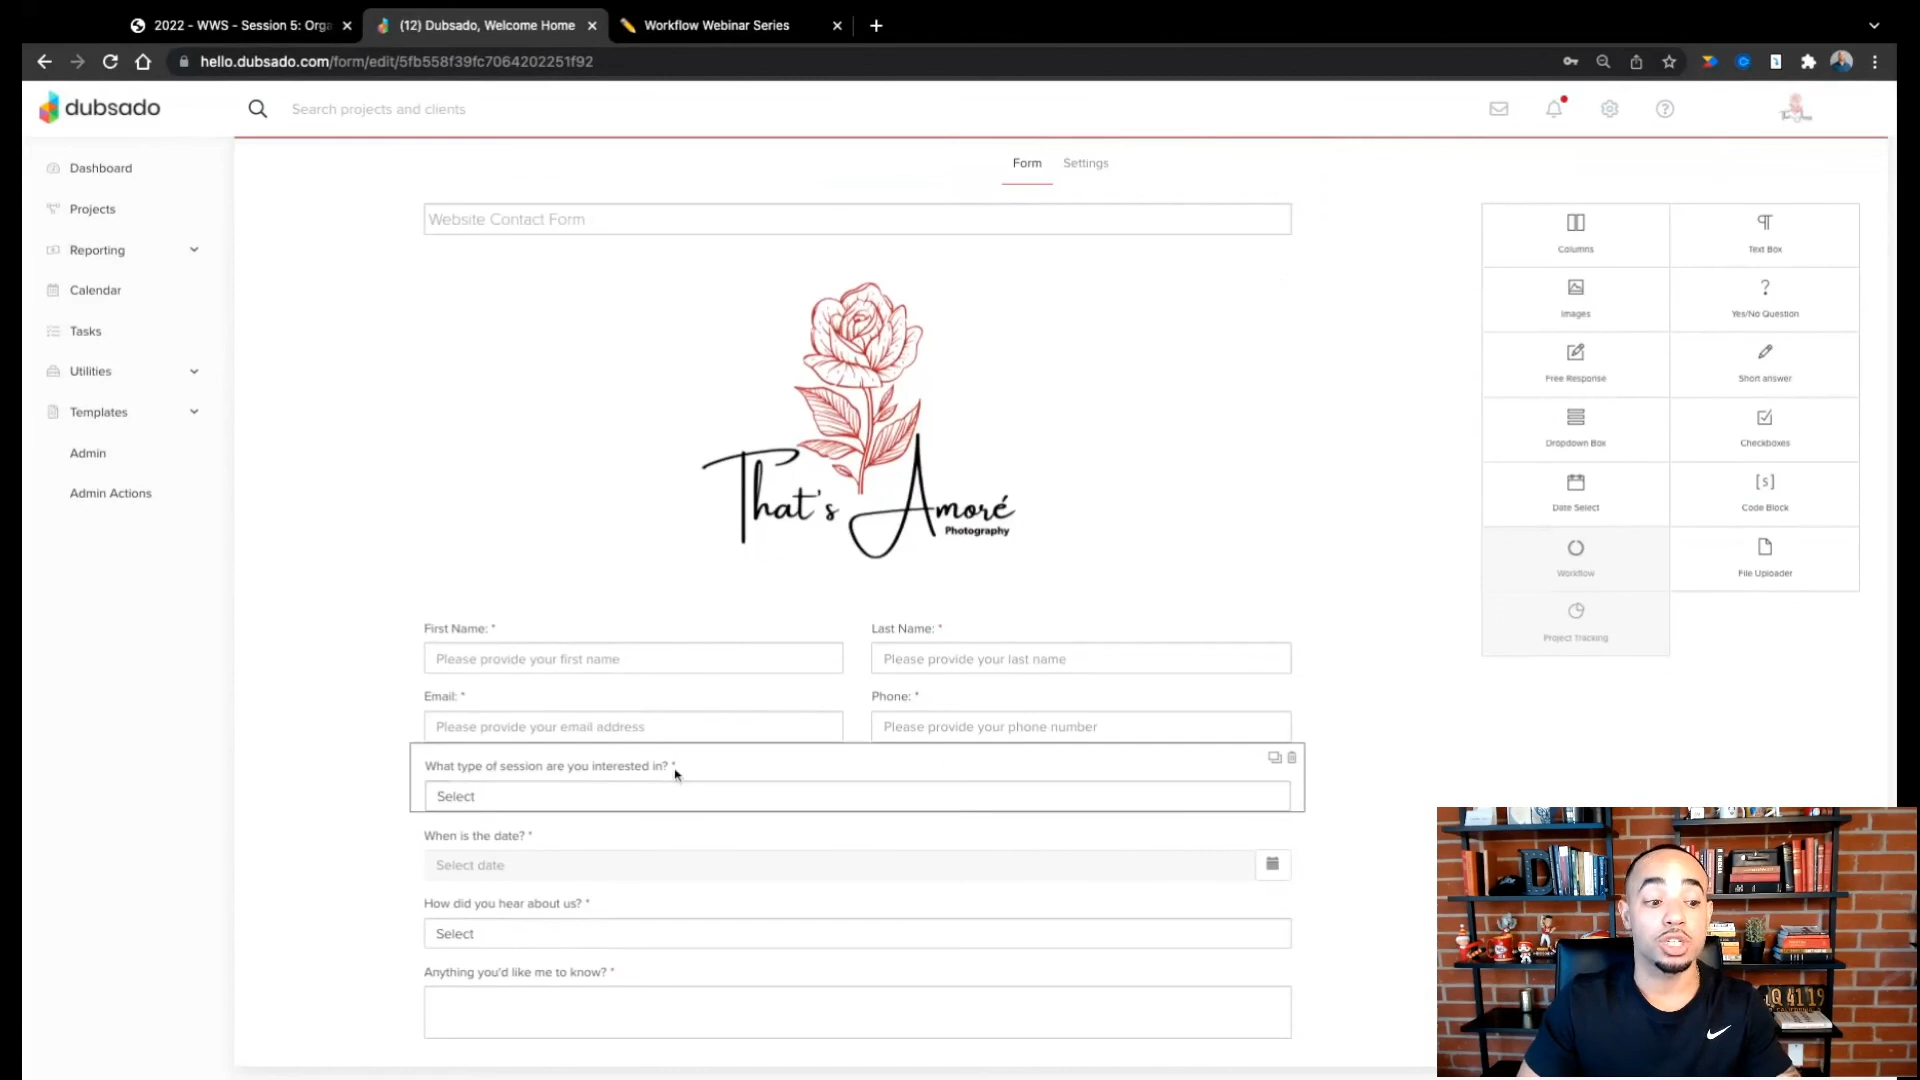 2022 - WWS - Session 5: Orga
(12) Dubsado, Welcome Home
Workflow Webinar Series
hello.dubsado.com/form/edit/5fb558f39fc7064202251f92
dubsado
Search projects and clients
Dashboard
Projects
Reporting
Calendar
Tasks
Utilities
Templates
Admin
Admin Actions
Form
Settings
Website Contact Form
That's Amoré
Photography
First Name: *
Last Name: *
Please provide your first name
Please provide your last name
Email: *
Phone: *
Please provide your email address
Please provide your phone number
What type of session are you interested in? *
Select
When is the date? *
Select date
How did you hear about us? *
Select
Anything you'd like me to know? *
Columns
Text Box
Images
Yes/No Question
Free Response
Short answer
Dropdown Box
Checkboxes
Date Select
[s]
Code Block
Workflow
File Uploader
Project Tracking
D
Q 4119